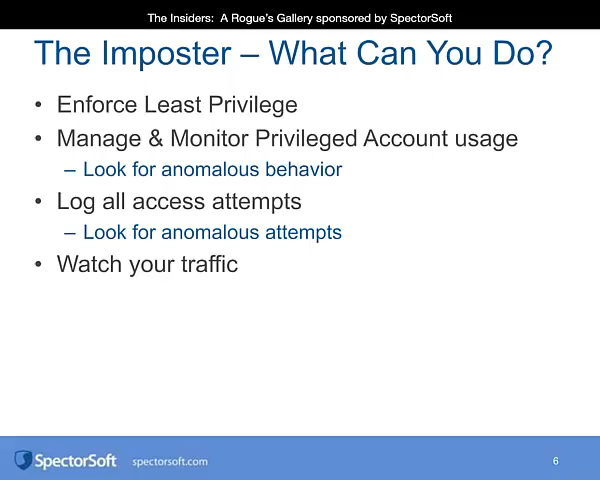 The Insiders:  A Rogue's Gallery sponsored by SpectorSoft
The Imposter – What Can You Do?
• Enforce Least Privilege
• Manage & Monitor Privileged Account usage
– Look for anomalous behavior
• Log all access attempts
– Look for anomalous attempts
• Watch your traffic
SpectorSoft spectorsoft.com 6